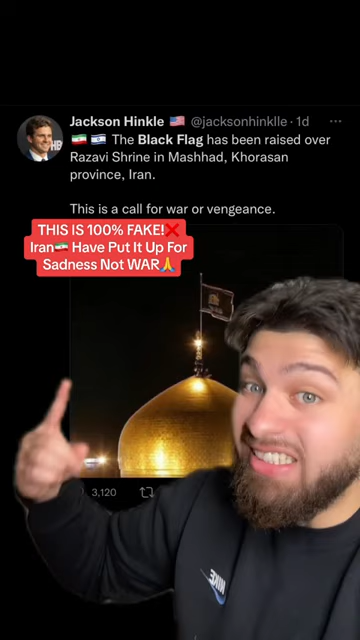 Jackson Hinkle 🇺🇸 @jacksonhinklle · 1d ···
🇮🇷 🇮🇱 The Black Flag has been raised over
Razavi Shrine in Mashhad, Khorasan
province, Iran.
This is a call for war or vengeance.
THIS IS 100% FAKE!❌
Iran🇮🇷 Have Put It Up For
Sadness Not WAR🙏
3,120
NIKE